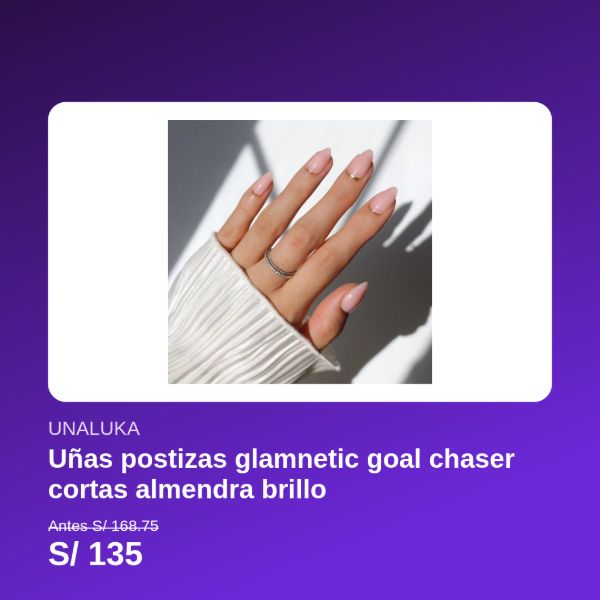 UNALUKA
Uñas postizas glamnetic goal chaser
cortas almendra brillo
Antes S/ 168.75
S/ 135